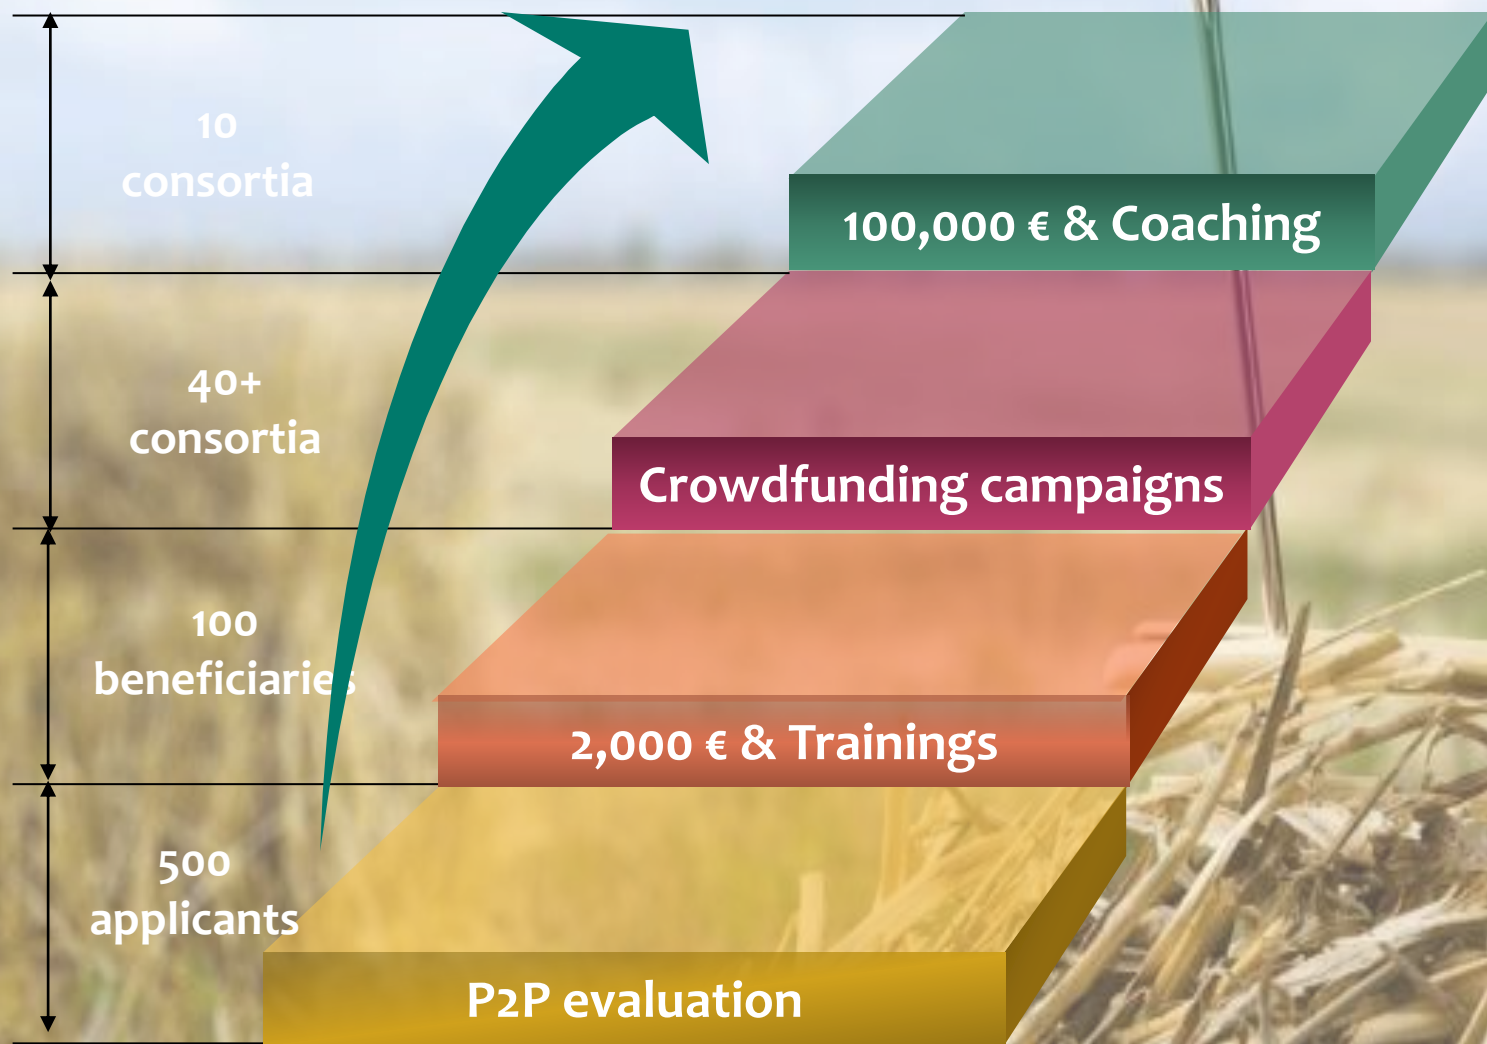 10
consortia
100,000 € & Coaching
40+
consortia
Crowdfunding campaigns
100
beneficiaries
2,000 € & Trainings
500
applicants
P2P evaluation